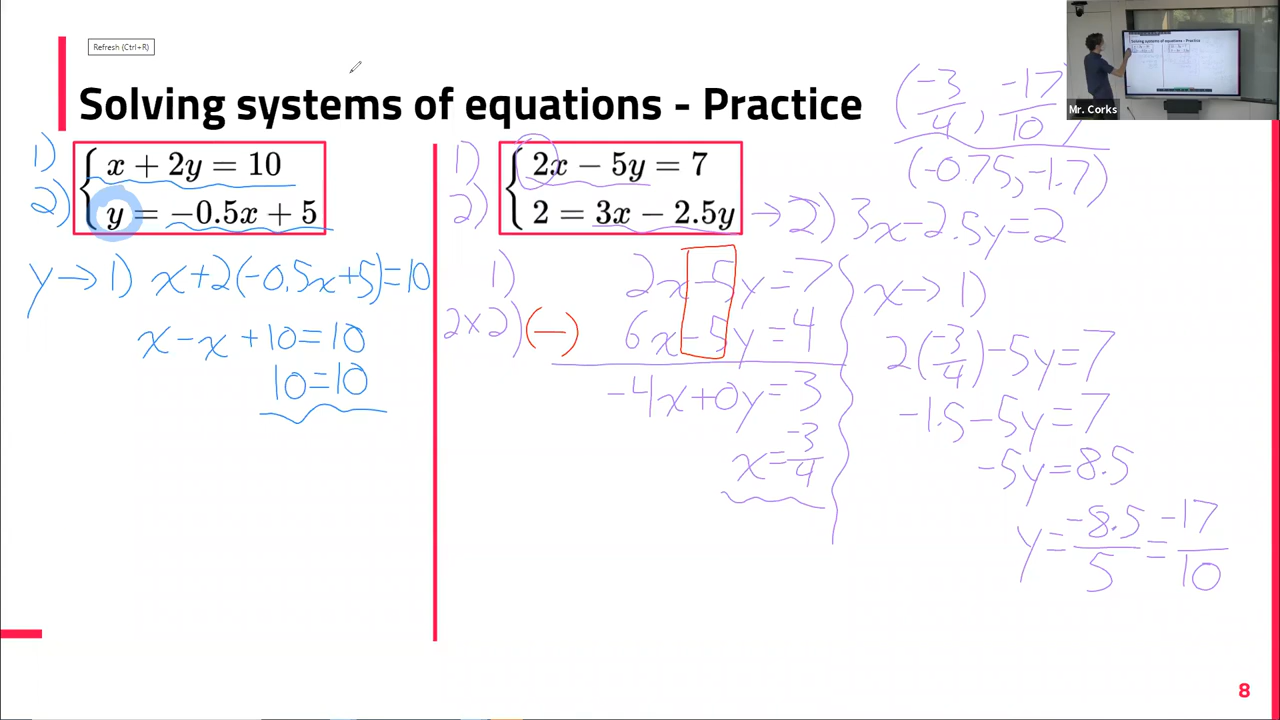 Refresh (Ctrl+R)
Solving systems of equations - Practice
Mr. Corks
(-3/4, -17/10)
(-0.75, -1.7)
1) x + 2y = 10
2) y = −0.5x + 5
y → 1) x+2(-0.5x+5)=10
x - x + 10 = 10
10 = 10
1) 2x − 5y = 7
2) 2 = 3x − 2.5y → 2) 3x-2.5y=2
1) 2x-5y=7
2×2) (-) 6x-5y=4
-4x+0y=3
x=-3/4
x → 1)
2(-3/4)-5y=7
-1.5-5y=7
-5y=8.5
y=-8.5/5=-17/10
8